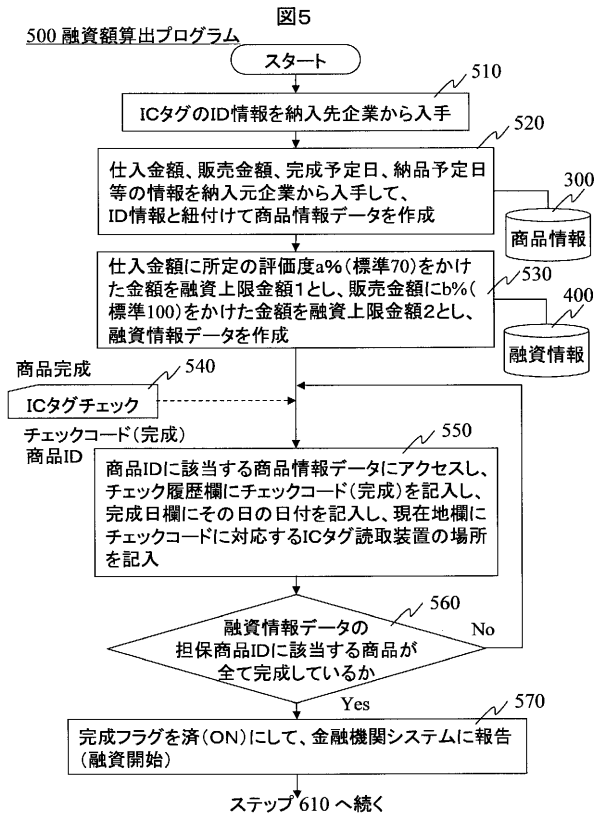 図5
500 融資額算出プログラム
スタート
510
ICタグのID情報を納入先企業から入手
520
仕入金額、販売金額、完成予定日、納品予定日
等の情報を納入元企業から入手して、
ID情報と紐付けて商品情報データを作成
300
商品情報
仕入金額に所定の評価度a%(標準70)をかけ
た金額を融資上限金額1とし、販売金額にb%(
標準100)をかけた金額を融資上限金額2とし、
融資情報データを作成
530
400
融資情報
商品完成
540
ICタグチェック
チェックコード(完成)
商品ID
550
商品IDに該当する商品情報データにアクセスし、
チェック履歴欄にチェックコード(完成)を記入し、
完成日欄にその日の日付を記入し、現在地欄に
チェックコードに対応するICタグ読取装置の場所
を記入
560
融資情報データの
担保商品IDに該当する商品が
全て完成しているか
No
Yes
570
完成フラグを済(ON)にして、金融機関システムに報告
(融資開始)
ステップ 610 へ続く